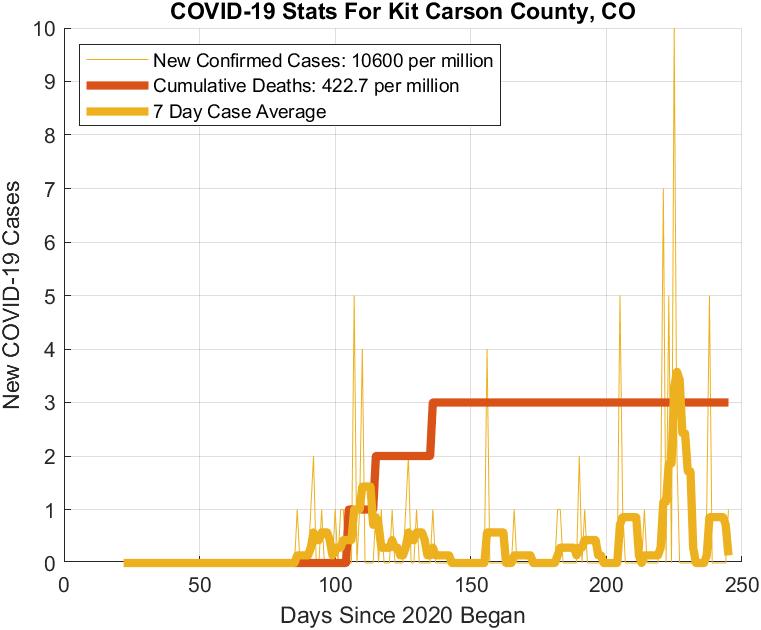 COVID-19 Stats For Kit Carson County, CO
New Confirmed Cases: 10600 per million
Cumulative Deaths: 422.7 per million
7 Day Case Average
New COVID-19 Cases
10
9
8
7
6
5
4
3
2
1
0
0 50 100 150 200 250
Days Since 2020 Began